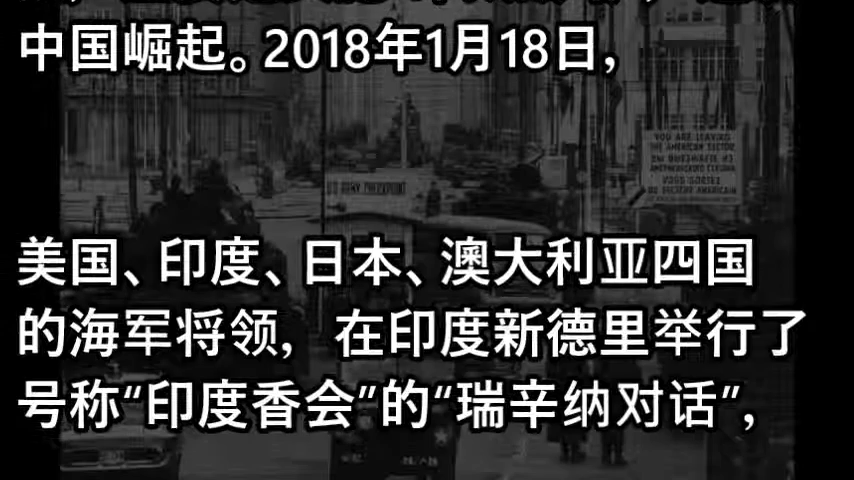 中国崛起。2018年1月18日，
YOU ARE LEAVING
THE AMERICAN SECTOR
US ARMY CHECKPOINT
美国、印度、日本、澳大利亚四国
的海军将领，在印度新德里举行了
号称“印度香会”的“瑞辛纳对话”，